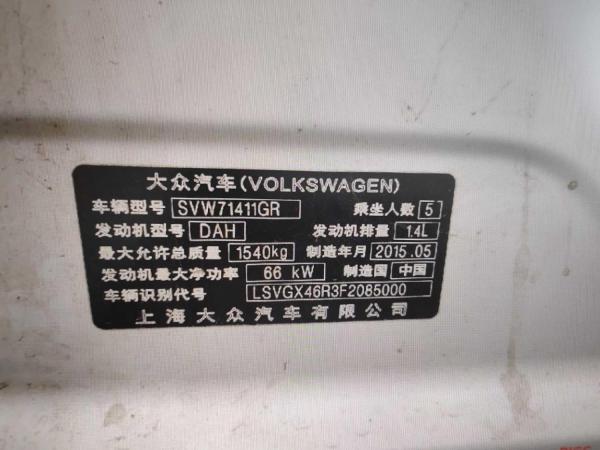 大众汽车(VOLKSWAGEN)
车辆型号 SVW71411GR 乘坐人数 5
发动机型号 DAH 发动机排量 1.4L
最大允许总质量 1540kg 制造年月 2015.05
发动机最大净功率 66 kW 制造国 中国
车辆识别代号 LSVGX46R3F2085000
上海大众汽车有限公司